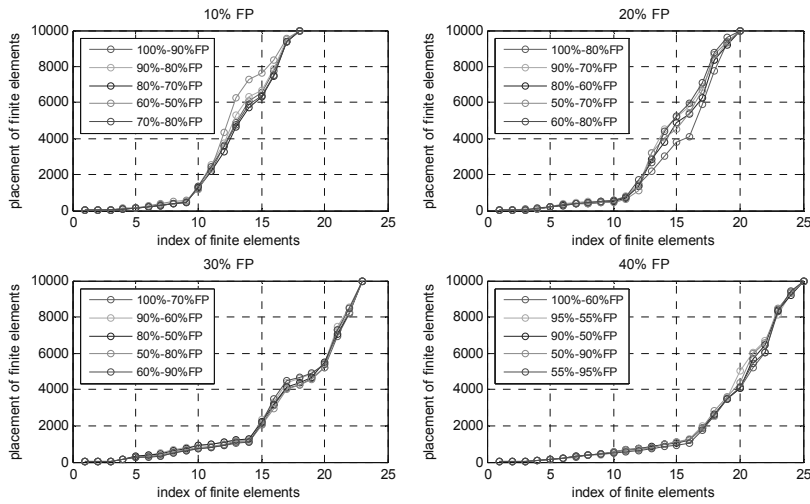 10% FP
10000
8000
6000
4000
2000
0
100%-90%FP
90%-80%FP
80%-70%FP
60%-50%FP
70%-80%FP
0 5 10 15 20 25
placement of finite elements
index of finite elements
20% FP
10000
8000
6000
4000
2000
0
100%-80%FP
90%-70%FP
80%-60%FP
50%-70%FP
60%-80%FP
0 5 10 15 20 25
placement of finite elements
index of finite elements
30% FP
10000
8000
6000
4000
2000
0
100%-70%FP
90%-60%FP
80%-50%FP
50%-80%FP
60%-90%FP
0 5 10 15 20 25
placement of finite elements
index of finite elements
40% FP
10000
8000
6000
4000
2000
0
100%-60%FP
95%-55%FP
90%-50%FP
50%-90%FP
55%-95%FP
0 5 10 15 20 25
placement of finite elements
index of finite elements